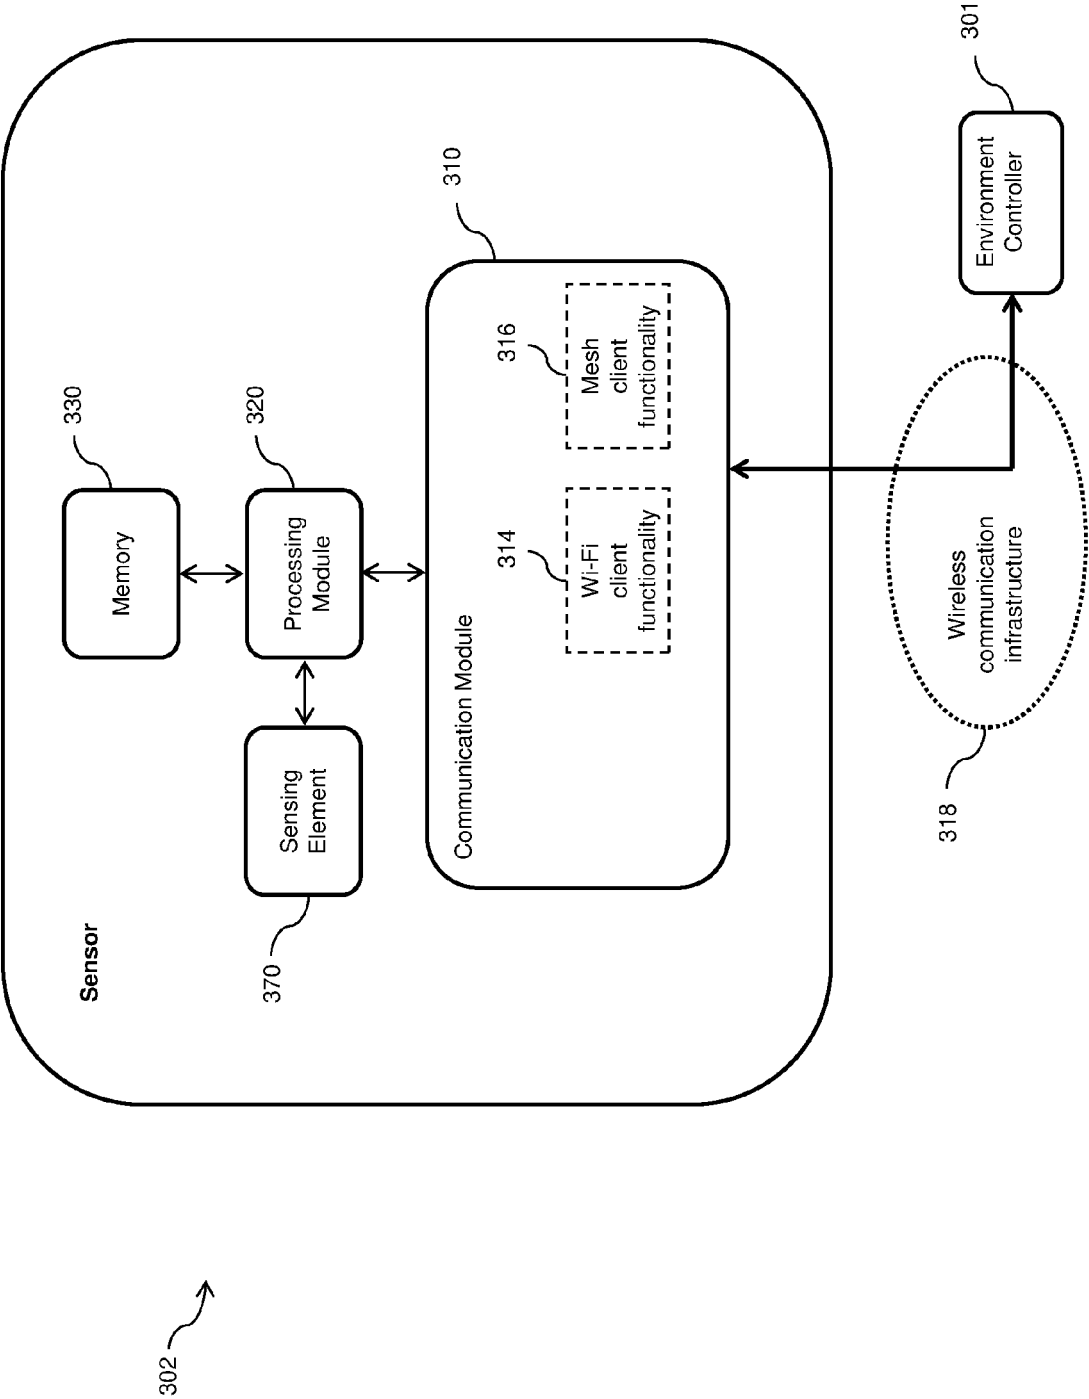 302
Sensor
330
Memory
370
Sensing
Element
320
Processing
Module
310
Communication Module
314
Wi-Fi
client
functionality
316
Mesh
client
functionality
318
Wireless
communication
infrastructure
301
Environment
Controller